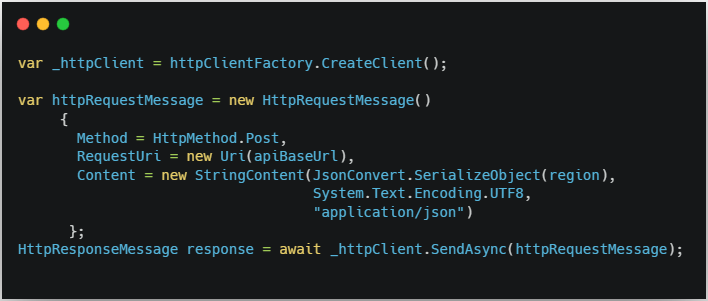 var _httpClient = httpClientFactory.CreateClient();
var httpRequestMessage = new HttpRequestMessage()
{
Method = HttpMethod.Post,
RequestUri = new Uri(apiBaseUrl),
Content = new StringContent(JsonConvert.SerializeObject(region),
System.Text.Encoding.UTF8,
"application/json")
};
HttpResponseMessage response = await _httpClient.SendAsync(httpRequestMessage);